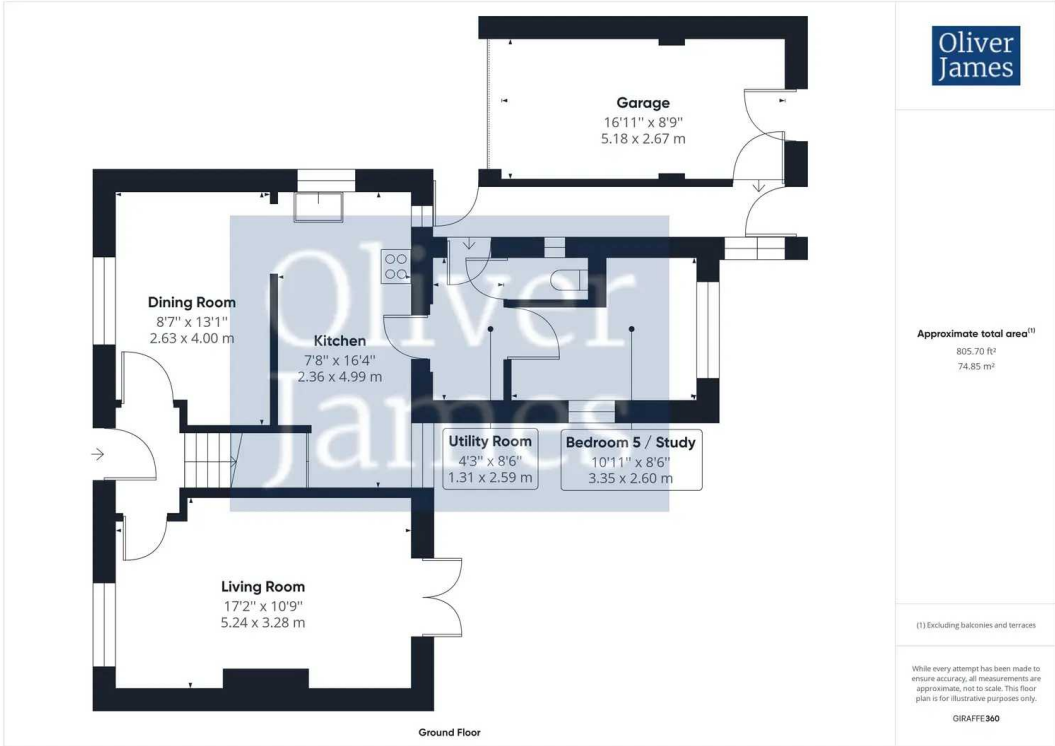 Oliver
James
Garage
16'11" x 8'9"
5.18 x 2.67 m
Dining Room
8'7" x 13'1"
2.63 x 4.00 m
Kitchen
7'8" x 16'4"
2.36 x 4.99 m
Oliver
James
Utility Room
4'3" x 8'6"
1.31 x 2.59 m
Bedroom 5 / Study
10'11" x 8'6"
3.35 x 2.60 m
Living Room
17'2" x 10'9"
5.24 x 3.28 m
Ground Floor
Approximate total area(1)
805.70 ft²
74.85 m²
(1) Excluding balconies and terraces
While every attempt has been made to
ensure accuracy, all measurements are
approximate, not to scale. This floor
plan is for illustrative purposes only.
GIRAFFE360